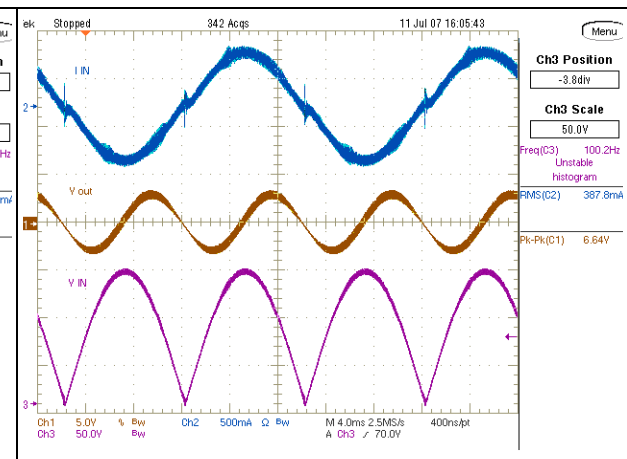 ek Stopped 342 Acqs 11 Jul 07 16:05:43
nu
Menu
Ch3 Position
-3.8div
Ch3 Scale
50.0V
Hz
Freq(C3) 100.2Hz
Unstable
histogram
mA
RMS(C2) 387.8mA
Pk-Pk(C1) 6.64V
I IN
2
V out
1
V IN
3
Ch1 5.0V % Bw Ch2 500mA Ω Bw M 4.0ms 2.5MS/s 400ns/pt
Ch3 50.0V Bw A Ch3 / 70.0V